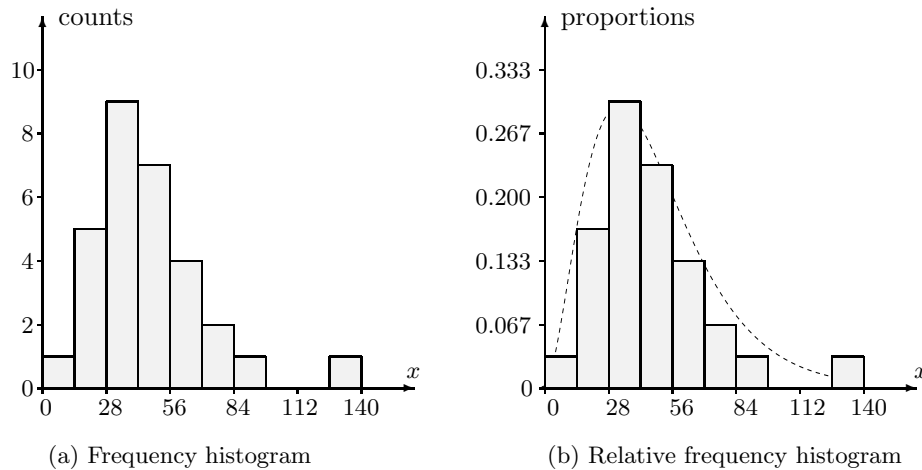 counts
10
8
6
4
2
0
x
0 28 56 84 112 140
(a) Frequency histogram
proportions
0.333
0.267
0.200
0.133
0.067
0
x
0 28 56 84 112 140
(b) Relative frequency histogram